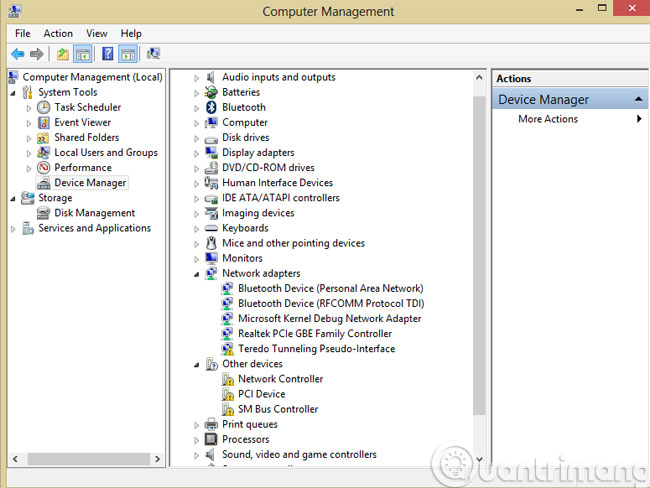 Computer Management
File Action View Help
Computer Management (Local)
System Tools
Task Scheduler
Event Viewer
Shared Folders
Local Users and Groups
Performance
Device Manager
Storage
Disk Management
Services and Applications
Audio inputs and outputs
Batteries
Bluetooth
Computer
Disk drives
Display adapters
DVD/CD-ROM drives
Human Interface Devices
IDE ATA/ATAPI controllers
Imaging devices
Keyboards
Mice and other pointing devices
Monitors
Network adapters
Bluetooth Device (Personal Area Network)
Bluetooth Device (RFCOMM Protocol TDI)
Microsoft Kernel Debug Network Adapter
Realtek PCIe GBE Family Controller
Teredo Tunneling Pseudo-Interface
Other devices
Network Controller
PCI Device
SM Bus Controller
Print queues
Processors
Sound, video and game controllers
Actions
Device Manager
More Actions
Quantrimang